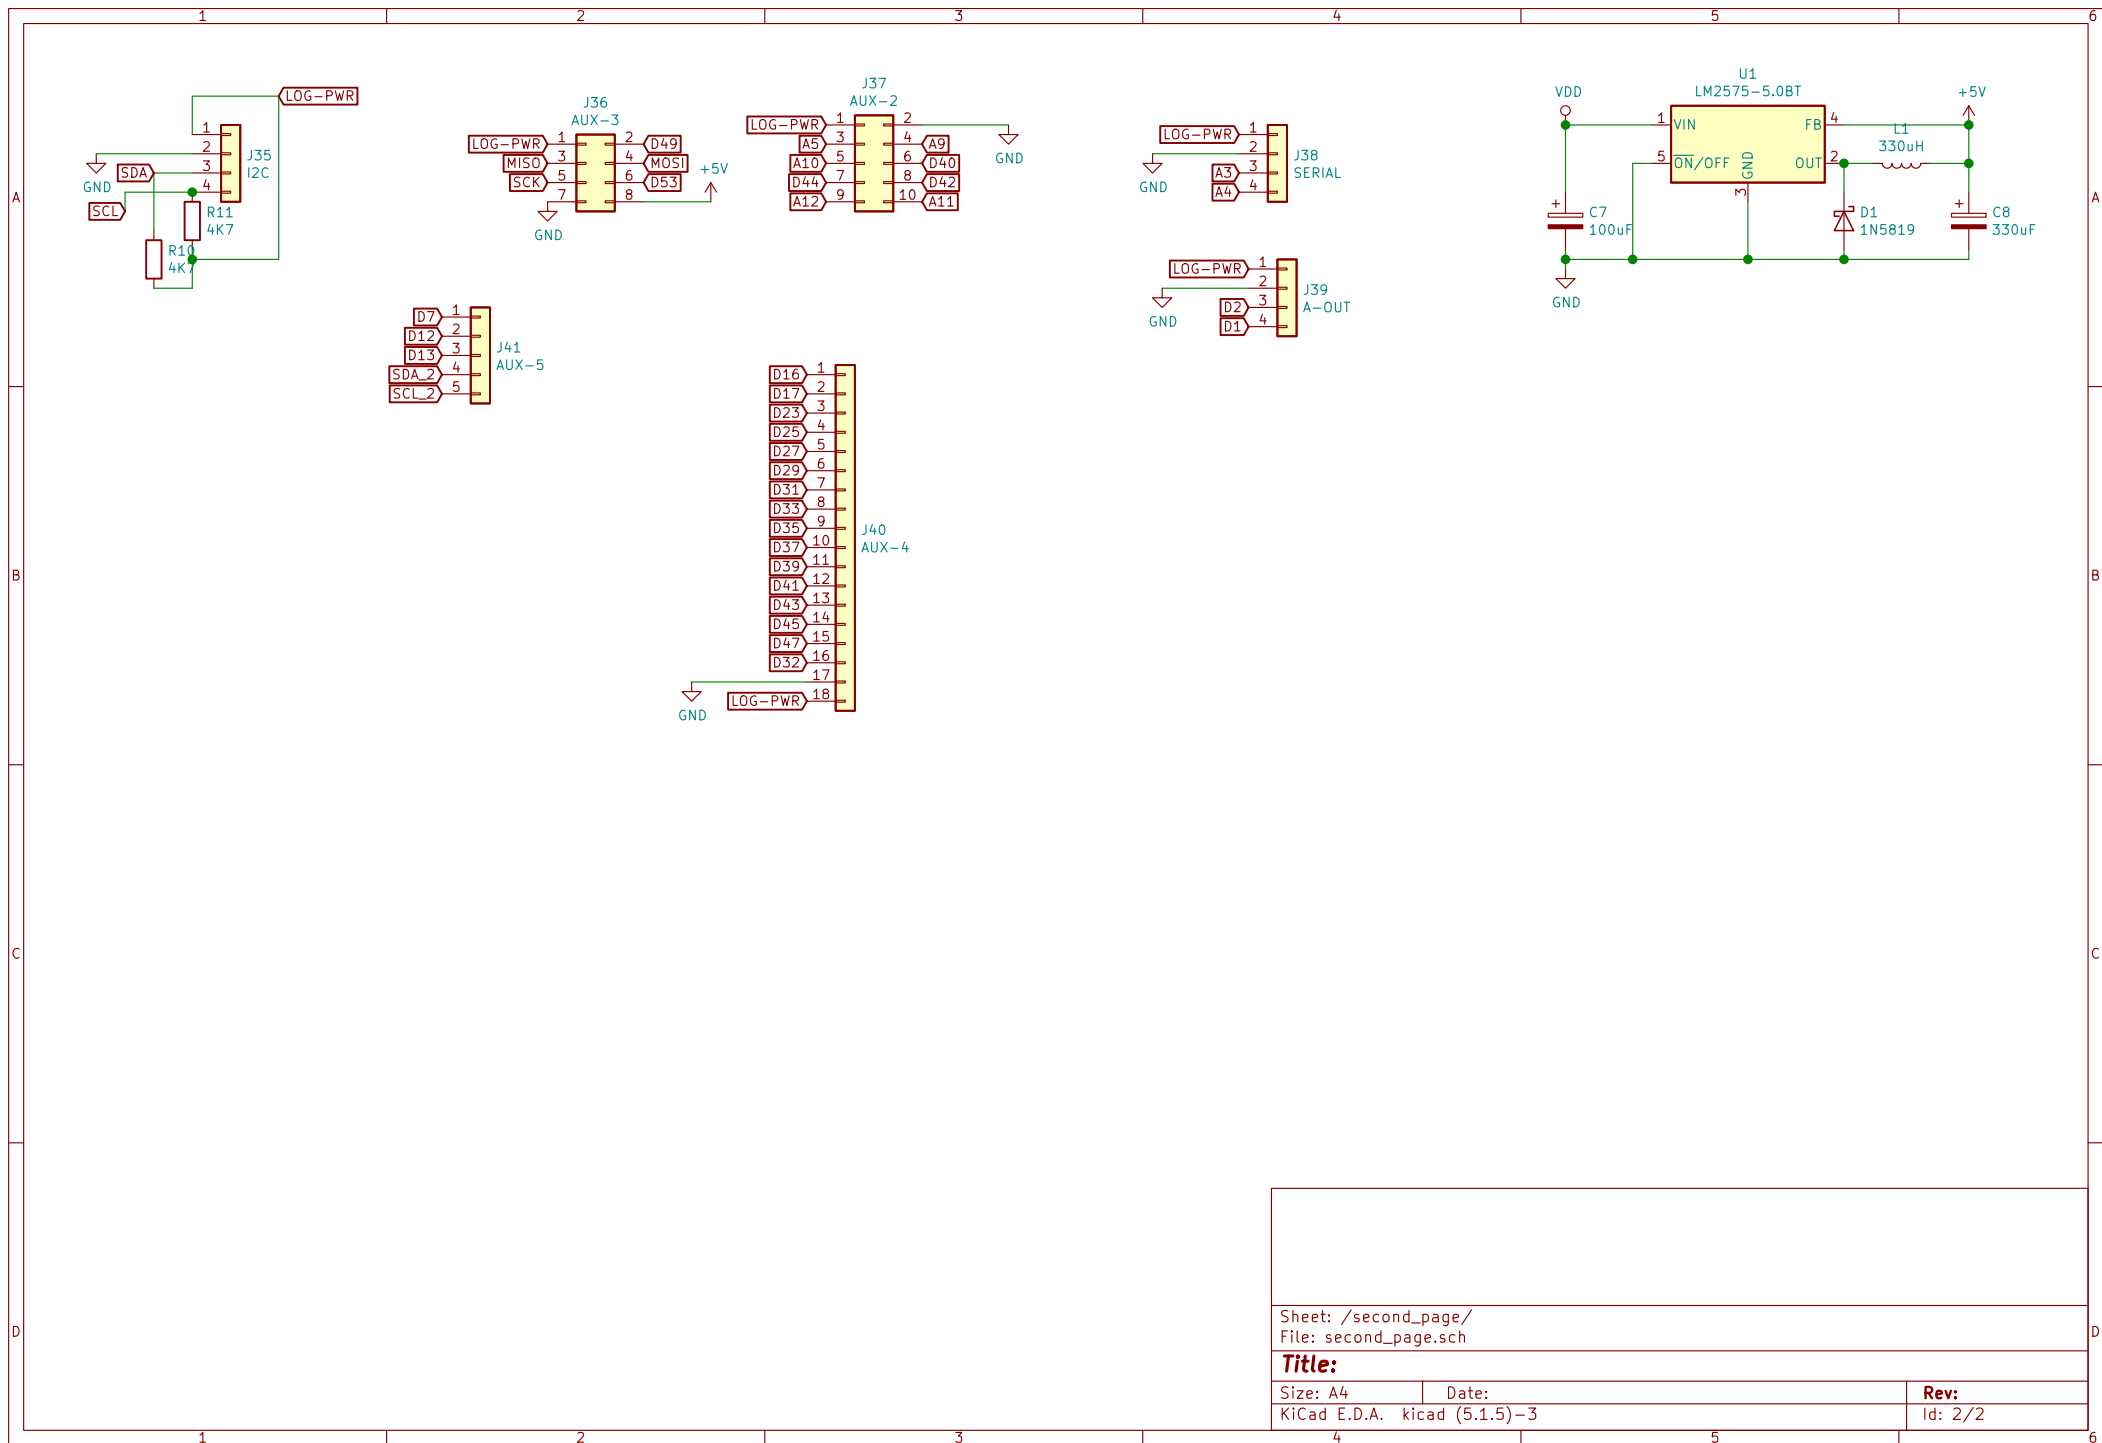 1 2 3 4 5 6
A
B
C
D
A
B
C
D
1 2 3 4 5 6
LOG-PWR
1
2
3
4
J35
I2C
GND
SDA
SCL
R11
4K7
R10
4K7
J36
AUX-3
LOG-PWR 1 2 D49
MISO 3 4 MOSI
SCK 5 6 D53
7 8
+5V
GND
J37
AUX-2
LOG-PWR 1 2
A5 3 4 A9
A10 5 6 D40
D44 7 8 D42
A12 9 10 A11
GND
LOG-PWR 1
2
A3 3
A4 4
J38
SERIAL
GND
LOG-PWR 1
2
D2 3
D1 4
J39
A-OUT
GND
U1
LM2575-5.0BT
VDD
+5V
1 VIN
FB 4
5 ON/OFF
OUT 2
GND
3
L1
330uH
C7
100uF
D1
1N5819
C8
330uF
GND
D7 1
D12 2
D13 3
SDA_2 4
SCL_2 5
J41
AUX-5
D16 1
D17 2
D23 3
D25 4
D27 5
D29 6
D31 7
D33 8
D35 9
D37 10
D39 11
D41 12
D43 13
D45 14
D47 15
D32 16
17
LOG-PWR 18
J40
AUX-4
GND
Sheet: /second_page/
File: second_page.sch
Title:
Size: A4 Date: Rev:
KiCad E.D.A. kicad (5.1.5)-3 Id: 2/2